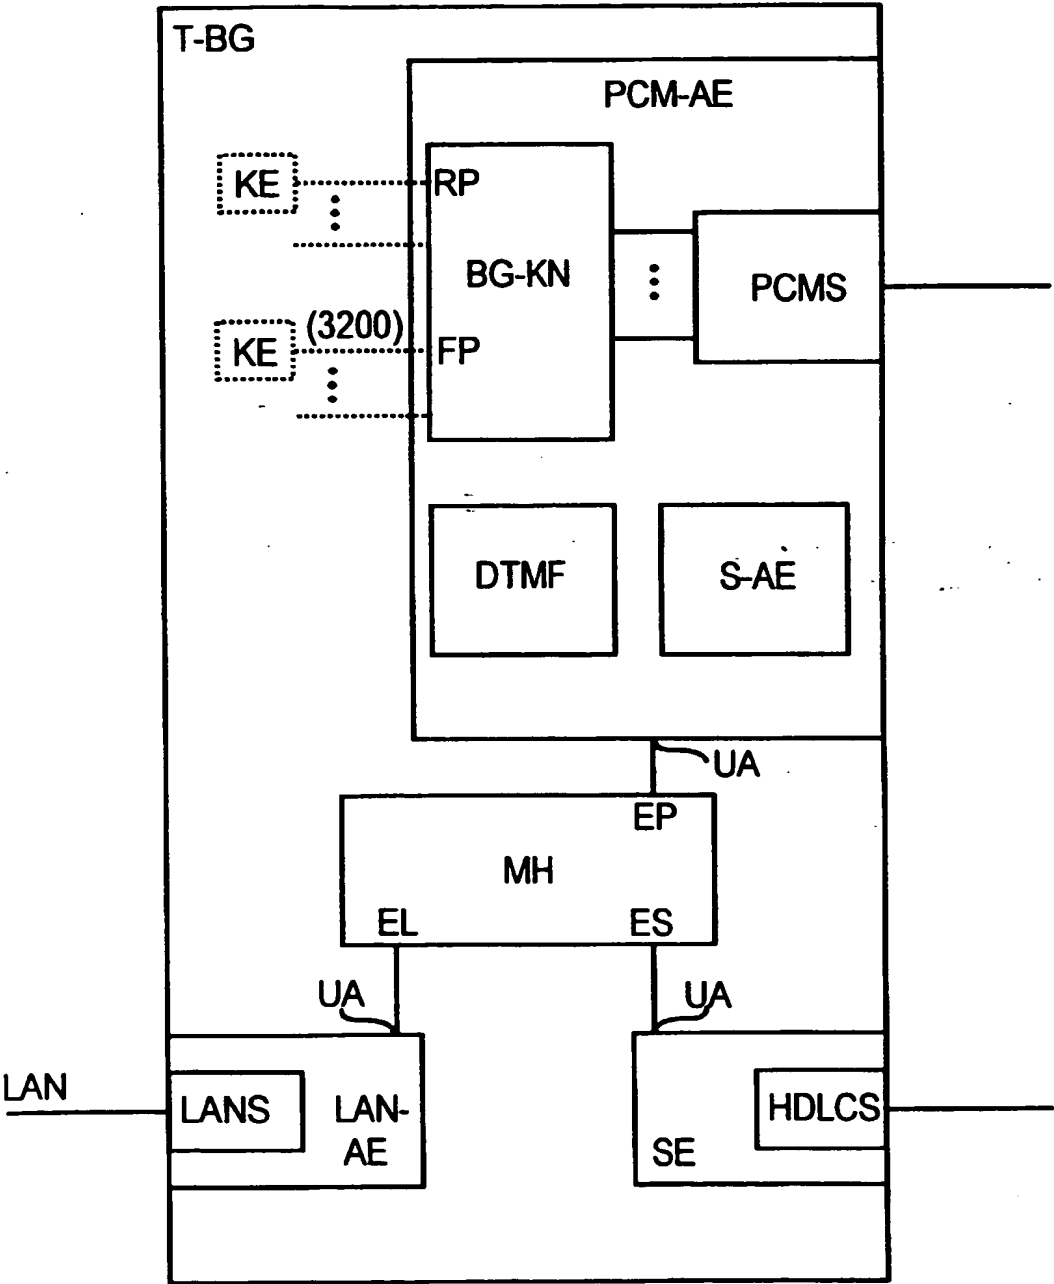 T-BG
PCM-AE
KE
RP
BG-KN
PCMS
(3200)
KE
FP
DTMF
S-AE
UA
EP
MH
EL
ES
UA
UA
LAN
LANS
LAN-
AE
HDLCS
SE